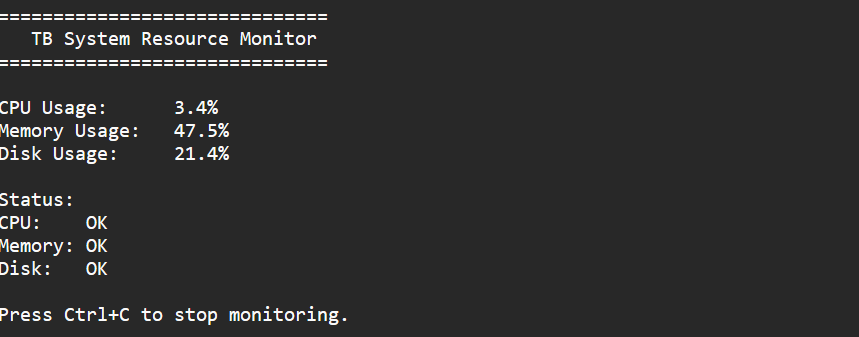 ==============================
TB System Resource Monitor
==============================
CPU Usage: 3.4%
Memory Usage: 47.5%
Disk Usage: 21.4%
Status:
CPU: OK
Memory: OK
Disk: OK
Press Ctrl+C to stop monitoring.